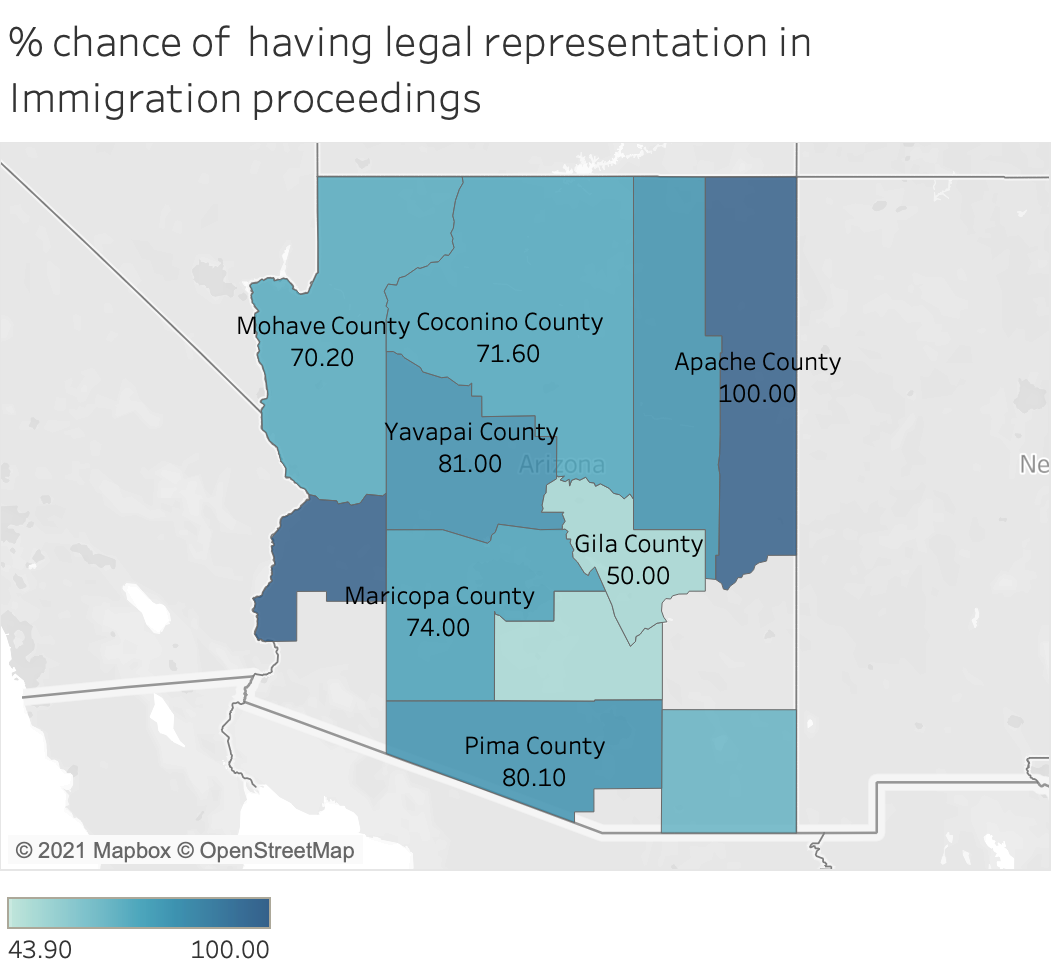 % chance of  having legal representation in
Immigration proceedings
Mohave County
70.20
Coconino County
71.60
Apache County
100.00
Yavapai County
81.00
Arizona
Ne
Gila County
50.00
Maricopa County
74.00
Pima County
80.10
© 2021 Mapbox © OpenStreetMap
43.90
100.00